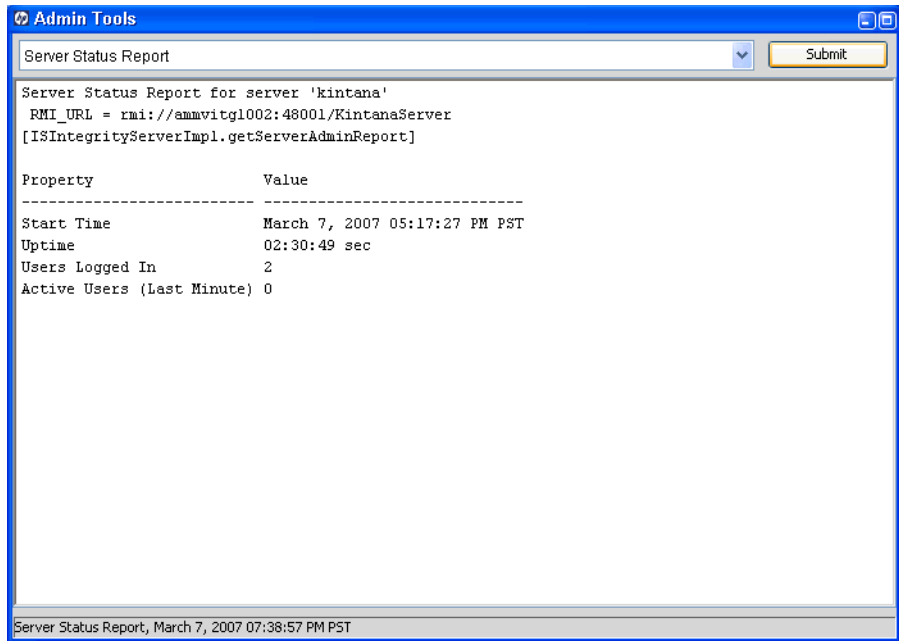 Admin Tools
Server Status Report
Submit
Server Status Report for server 'kintana'
RMI_URL = rmi://ammvitgl002:48001/KintanaServer
[ISIntegrityServerImpl.getServerAdminReport]
Property Value
-------------------------- -----------------------------
Start Time March 7, 2007 05:17:27 PM PST
Uptime 02:30:49 sec
Users Logged In 2
Active Users (Last Minute) 0
Server Status Report, March 7, 2007 07:38:57 PM PST